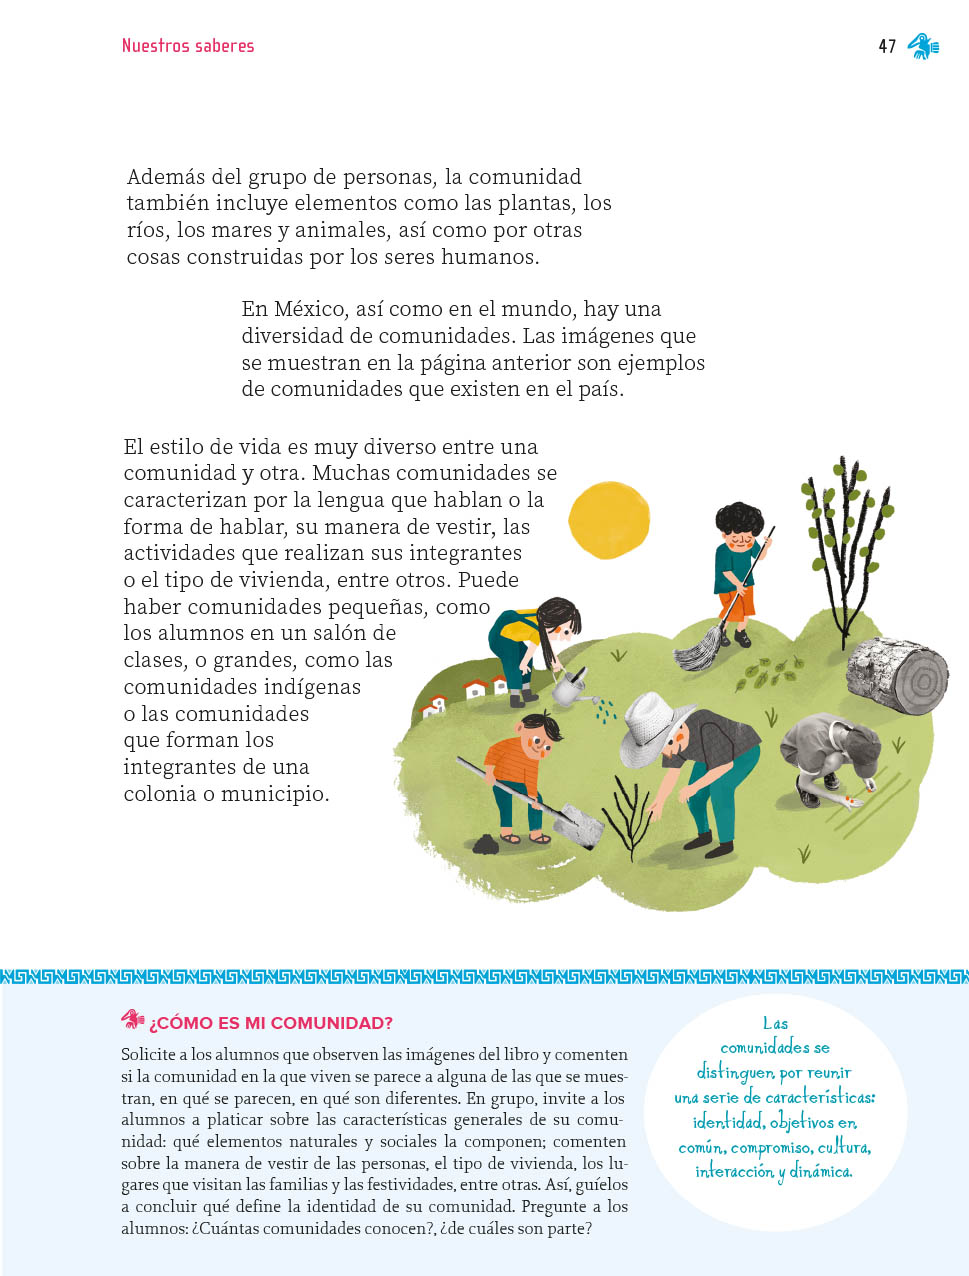 Nuestros saberes
47
Además del grupo de personas, la comunidad
también incluye elementos como las plantas, los
ríos, los mares y animales, así como por otras
cosas construidas por los seres humanos.
En México, así como en el mundo, hay una
diversidad de comunidades. Las imágenes que
se muestran en la página anterior son ejemplos
de comunidades que existen en el país.
El estilo de vida es muy diverso entre una
comunidad y otra. Muchas comunidades se
caracterizan por la lengua que hablan o la
forma de hablar, su manera de vestir, las
actividades que realizan sus integrantes
o el tipo de vivienda, entre otros. Puede
haber comunidades pequeñas, como
los alumnos en un salón de
clases, o grandes, como las
comunidades indígenas
o las comunidades
que forman los
integrantes de una
colonia o municipio.
¿CÓMO ES MI COMUNIDAD?
Solicite a los alumnos que observen las imágenes del libro y comenten
si la comunidad en la que viven se parece a alguna de las que se mues-
tran, en qué se parecen, en qué son diferentes. En grupo, invite a los
alumnos a platicar sobre las características generales de su comu-
nidad: qué elementos naturales y sociales la componen; comenten
sobre la manera de vestir de las personas, el tipo de vivienda, los lu-
gares que visitan las familias y las festividades, entre otras. Así, guíelos
a concluir qué define la identidad de su comunidad. Pregunte a los
alumnos: ¿Cuántas comunidades conocen?, ¿de cuáles son parte?
Las
comunidades se
distinguen por reunir
una serie de características:
identidad, objetivos en
común, compromiso, cultura,
interacción y dinámica.